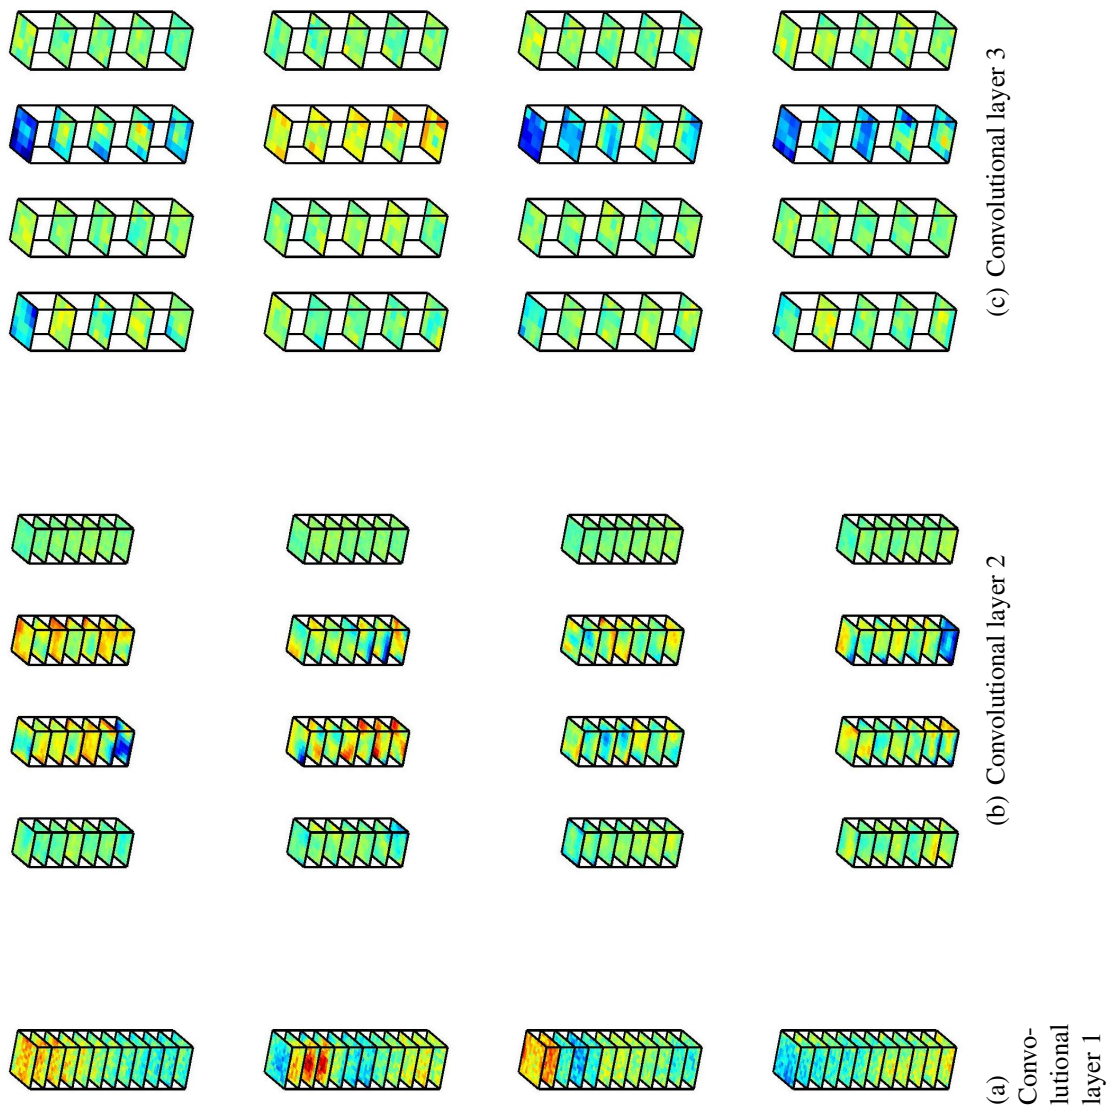 (a)
Convo-
lutional
layer 1
(b) Convolutional layer 2
(c) Convolutional layer 3